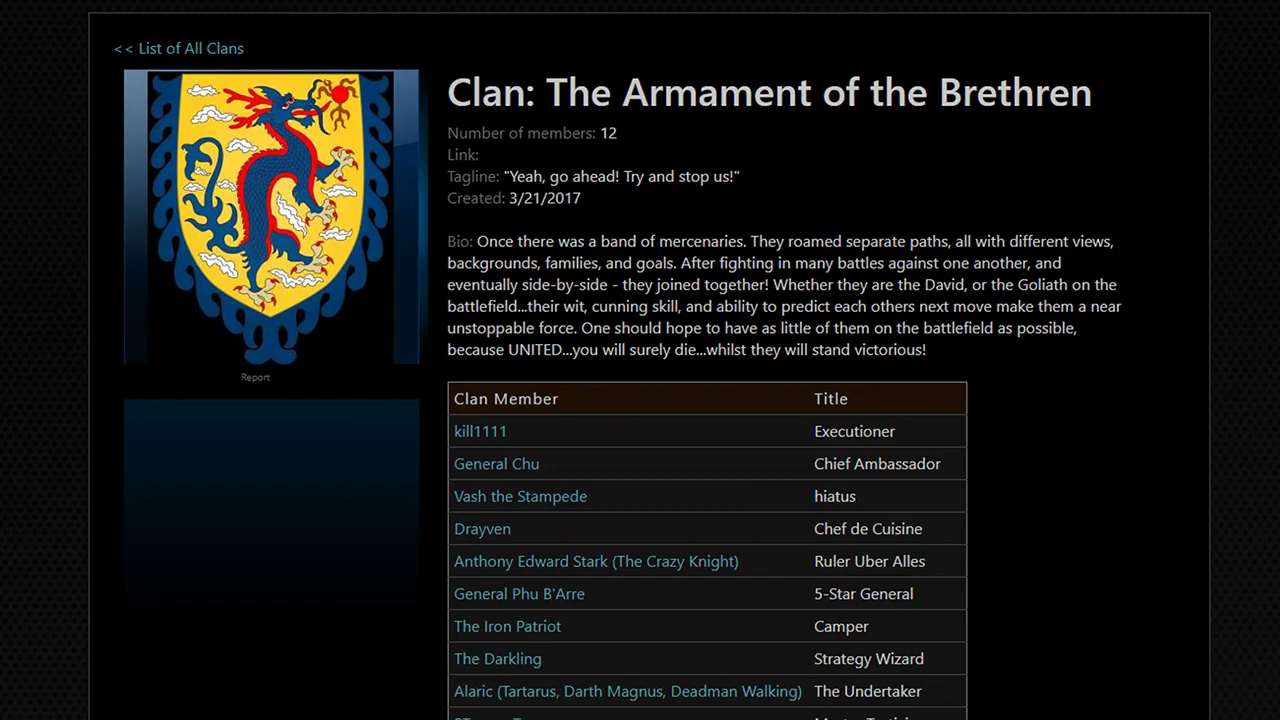 << List of All Clans
Clan: The Armament of the Brethren
Number of members: 12
Link:
Tagline: "Yeah, go ahead! Try and stop us!"
Created: 3/21/2017
Bio: Once there was a band of mercenaries. They roamed separate paths, all with different views,
backgrounds, families, and goals. After fighting in many battles against one another, and
eventually side-by-side - they joined together! Whether they are the David, or the Goliath on the
battlefield...their wit, cunning skill, and ability to predict each others next move make them a near
unstoppable force. One should hope to have as little of them on the battlefield as possible,
because UNITED...you will surely die...whilst they will stand victorious!
Report
Clan Member Title
kill1111 Executioner
General Chu Chief Ambassador
Vash the Stampede hiatus
Drayven Chef de Cuisine
Anthony Edward Stark (The Crazy Knight) Ruler Uber Alles
General Phu B'Arre 5-Star General
The Iron Patriot Camper
The Darkling Strategy Wizard
Alaric (Tartarus, Darth Magnus, Deadman Walking) The Undertaker